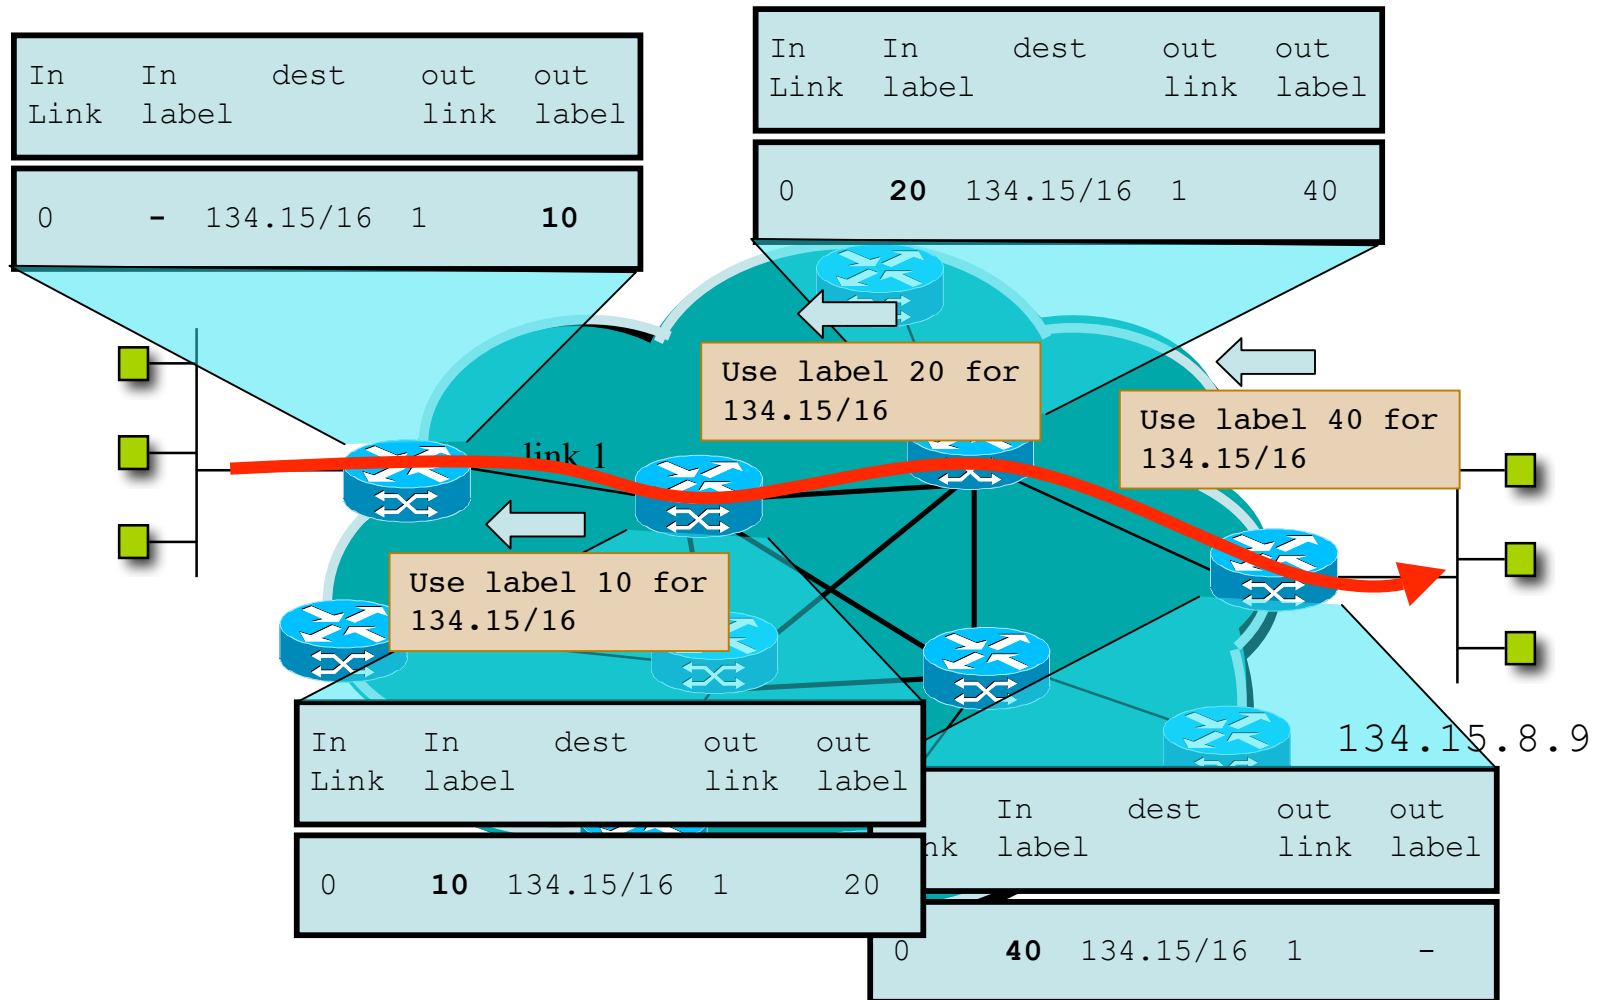 In In dest out out
Link label link label
0 - 134.15/16 1 10
In In dest out out
Link label link label
0 20 134.15/16 1 40
Use label 20 for
134.15/16
Use label 40 for
134.15/16
link 1
Use label 10 for
134.15/16
134.15.8.9
In In dest out out
Link label link label
0 10 134.15/16 1 20
In dest out out
nk label link label
0 40 134.15/16 1 -